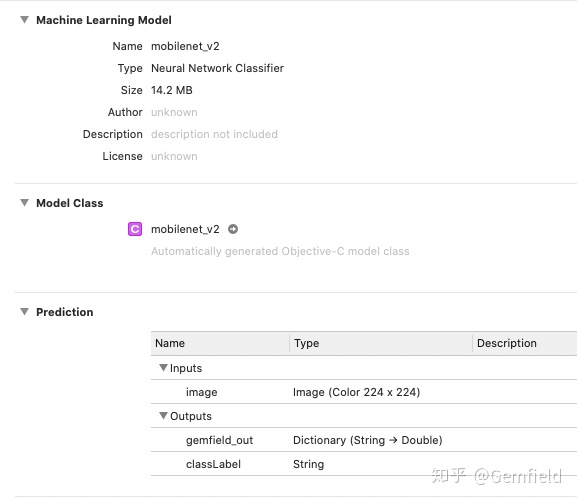 Machine Learning Model
Name mobilenet_v2
Type Neural Network Classifier
Size 14.2 MB
Author unknown
Description description not included
License unknown
Model Class
C mobilenet_v2
Automatically generated Objective-C model class
Prediction
Name Type Description
Inputs
image Image (Color 224 x 224)
Outputs
gemfield_out Dictionary (String → Double)
classLabel String
知乎 @Gemfield